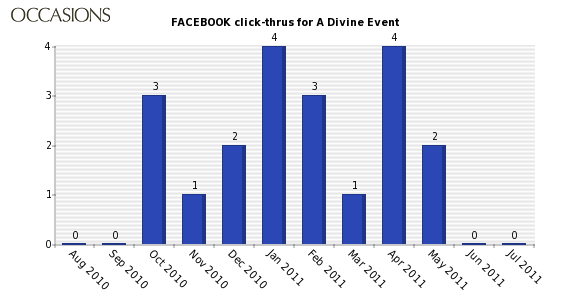 OCCASIONS
FACEBOOK click-thrus for A Divine Event
4
3
2
1
0
0
0
3
1
2
4
3
1
4
2
0
0
Aug 2010
Sep 2010
Oct 2010
Nov 2010
Dec 2010
Jan 2011
Feb 2011
Mar 2011
Apr 2011
May 2011
Jun 2011
Jul 2011